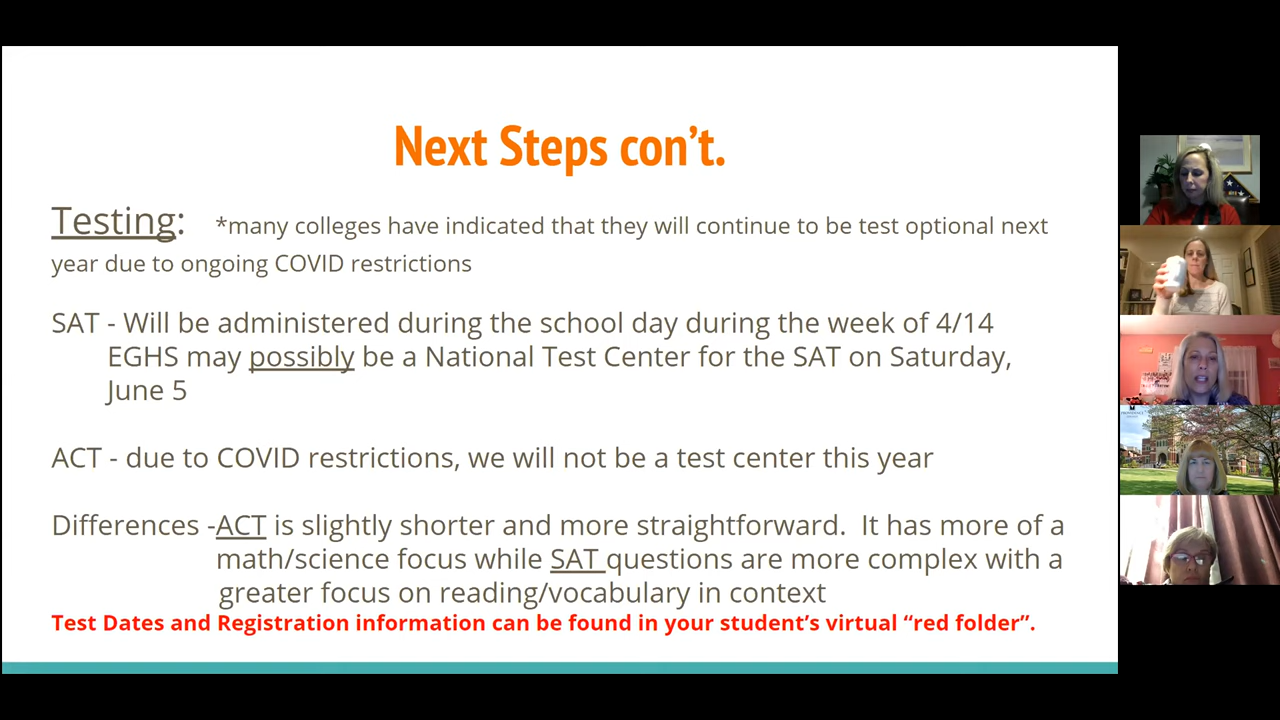 Next Steps con’t.
Testing: *many colleges have indicated that they will continue to be test optional next
year due to ongoing COVID restrictions
SAT - Will be administered during the school day during the week of 4/14
EGHS may possibly be a National Test Center for the SAT on Saturday,
June 5
ACT - due to COVID restrictions, we will not be a test center this year
Differences -ACT is slightly shorter and more straightforward. It has more of a
math/science focus while SAT questions are more complex with a
greater focus on reading/vocabulary in context
Test Dates and Registration information can be found in your student’s virtual “red folder”.